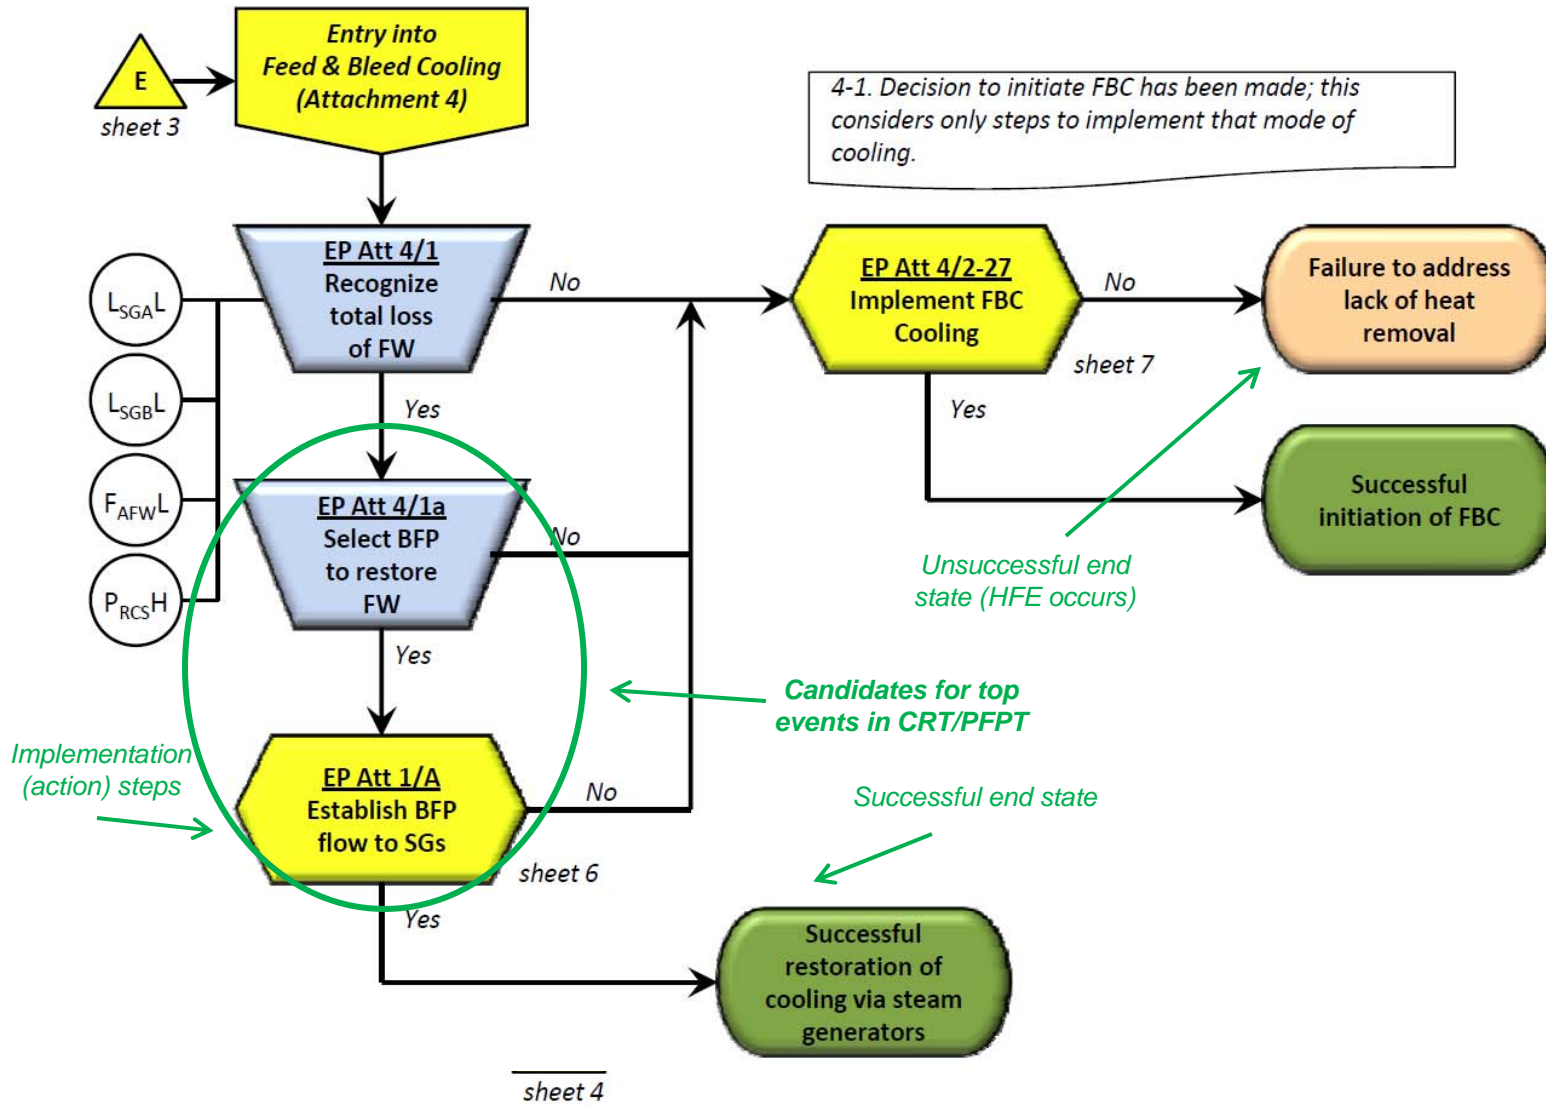 E
sheet 3
Entry into
Feed & Bleed Cooling
(Attachment 4)
4-1. Decision to initiate FBC has been made; this
considers only steps to implement that mode of
cooling.
L_SGA L
L_SGB L
F_AFW L
P_RCS H
EP Att 4/1
Recognize
total loss
of FW
No
Yes
EP Att 4/2-27
Implement FBC
Cooling
sheet 7
No
Yes
Failure to address
lack of heat
removal
Successful
initiation of FBC
Unsuccessful end
state (HFE occurs)
EP Att 4/1a
Select BFP
to restore
FW
No
Yes
Candidates for top
events in CRT/PFPT
Implementation
(action) steps
EP Att 1/A
Establish BFP
flow to SGs
No
sheet 6
Yes
Successful end state
Successful
restoration of
cooling via steam
generators
sheet 4